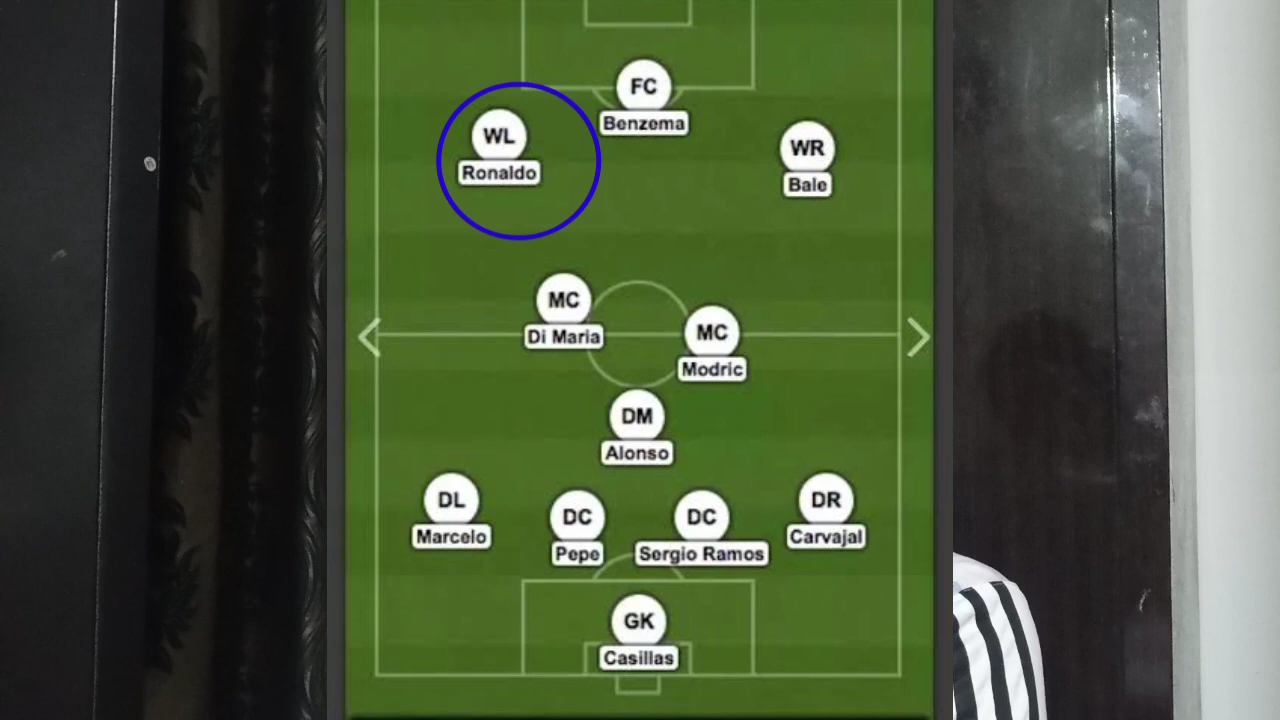 FC
Benzema
WL
Ronaldo
WR
Bale
MC
Di Maria
MC
Modric
DM
Alonso
DL
Marcelo
DC
Pepe
DC
Sergio Ramos
DR
Carvajal
GK
Casillas